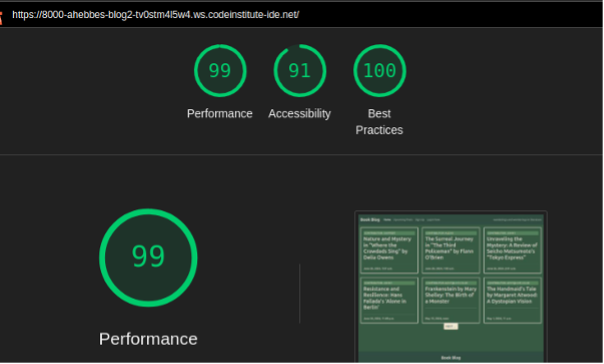 https://8000-ahebbes-blog2-tv0stm4l5w4.ws.codeinstitute-ide.net/
99
91
100
Performance
Accessibility
Best
Practices
99
Performance
Book Blog
Nature and Mystery
in "Where the
Crawdads Sing" by
Delia Owens
The Surreal Journey
in "The Third
Policeman" by Flann
O'Brien
Unraveling the
Mystery: A Review of
Seicho Matsumoto's
"Tokyo Express"
Resistance and
Resilience: Hans
Fallada's 'Alone in
Berlin'
Frankenstein by Mary
Shelley: The Birth of
a Monster
The Handmaid's Tale
by Margaret Atwood:
A Dystopian Vision
Book Blog